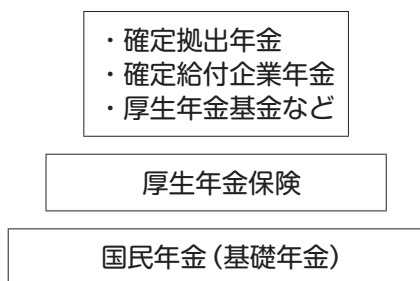 ・確定拠出年金
・確定給付企業年金
・厚生年金基金など
厚生年金保険
国民年金(基礎年金)